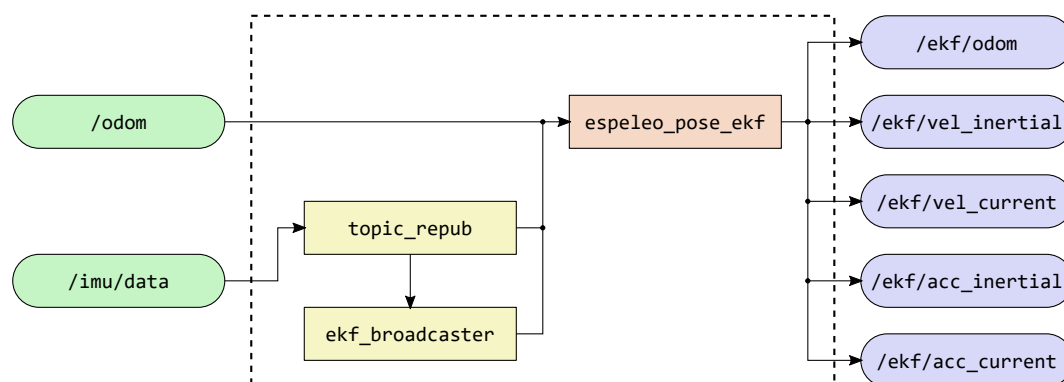 /odom
/imu/data
topic_repub
ekf_broadcaster
espeleo_pose_ekf
/ekf/odom
/ekf/vel_inertial
/ekf/vel_current
/ekf/acc_inertial
/ekf/acc_current